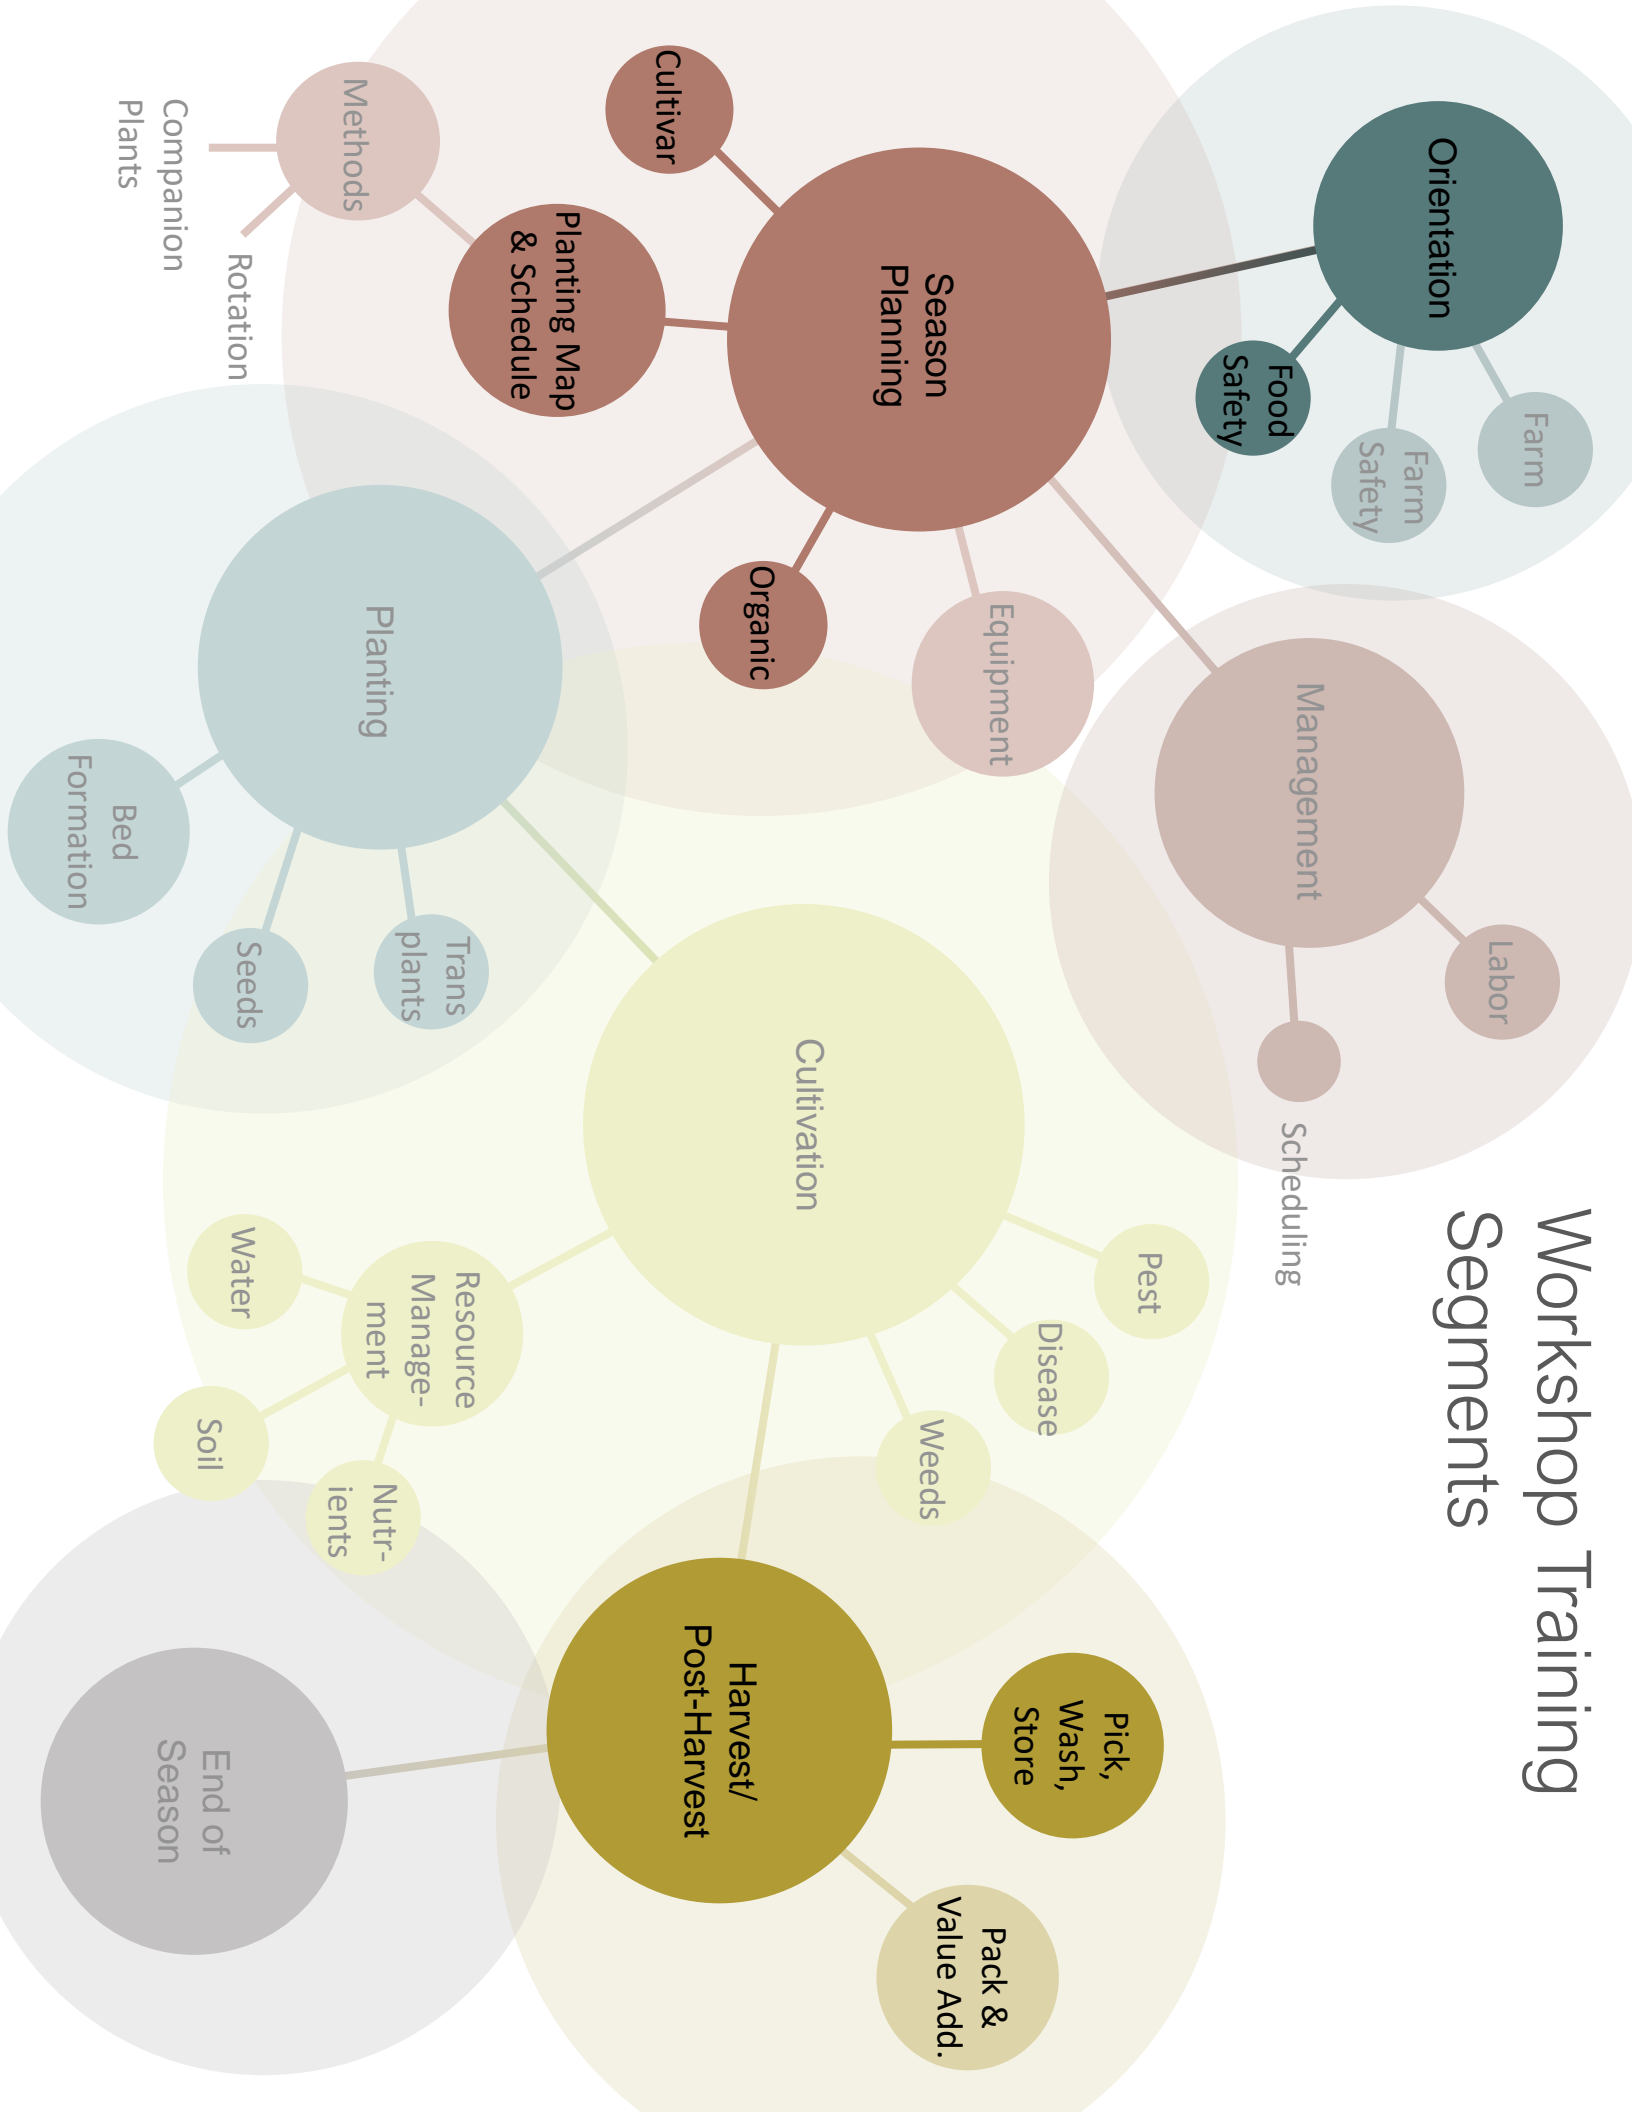 Workshop Training
Segments
Orientation
Food
Safety
Farm
Safety
Farm
Season
Planning
Cultivar
Planting Map
& Schedule
Methods
Companion
Plants
Rotation
Organic
Equipment
Management
Labor
Scheduling
Planting
Bed
Formation
Seeds
Trans
plants
Cultivation
Pest
Disease
Weeds
Resource
Manage-
ment
Water
Soil
Nutr-
ients
Harvest/
Post-Harvest
Pick,
Wash,
Store
Pack &
Value Add.
End of
Season